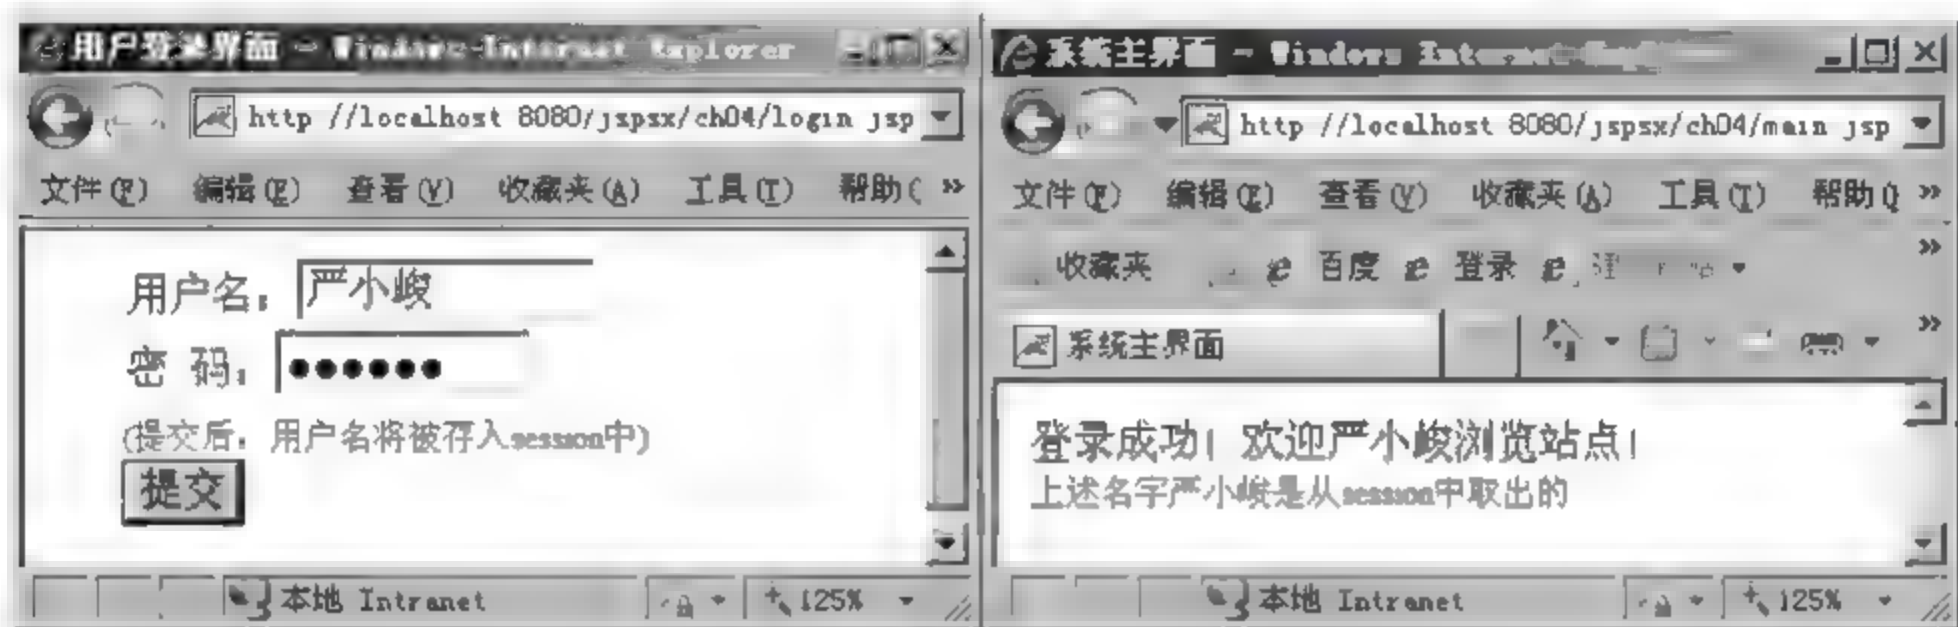 用户登录界面 - Windows Internet Explorer
http //localhost 8080/jspsx/ch04/login jsp
文件(F) 编辑(E) 查看(V) 收藏夹(A) 工具(T) 帮助( »
用户名： 严小峻
密 码： ●●●●●●
(提交后，用户名将被存入session中)
提交
本地 Intranet 125%
系统主界面 - Windows Internet
http //localhost 8080/jspsx/ch04/main jsp
文件(F) 编辑(E) 查看(V) 收藏夹(A) 工具(T) 帮助 »
收藏夹 百度 登录 »
系统主界面 »
登录成功！欢迎严小峻浏览站点！
上述名字严小峻是从session中取出的
本地 Intranet 125%